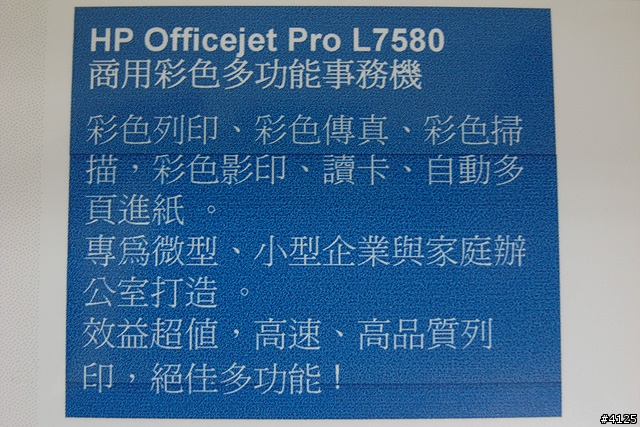 HP Officejet Pro L7580
商用彩色多功能事務機
彩色列印、彩色傳真、彩色掃
描，彩色影印、讀卡、自動多
頁進紙 。
專為微型、小型企業與家庭辦
公室打造 。
效益超值，高速、高品質列
印，絕佳多功能！
#4125